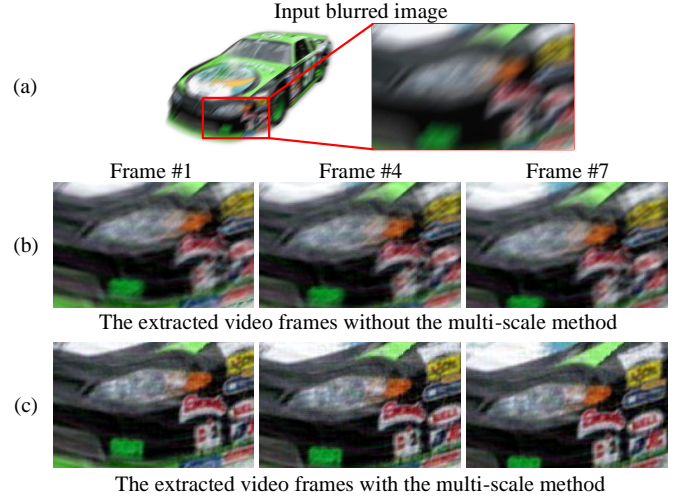 Input blurred image
(a)
Frame #1 Frame #4 Frame #7
(b)
The extracted video frames without the multi-scale method
(c)
The extracted video frames with the multi-scale method